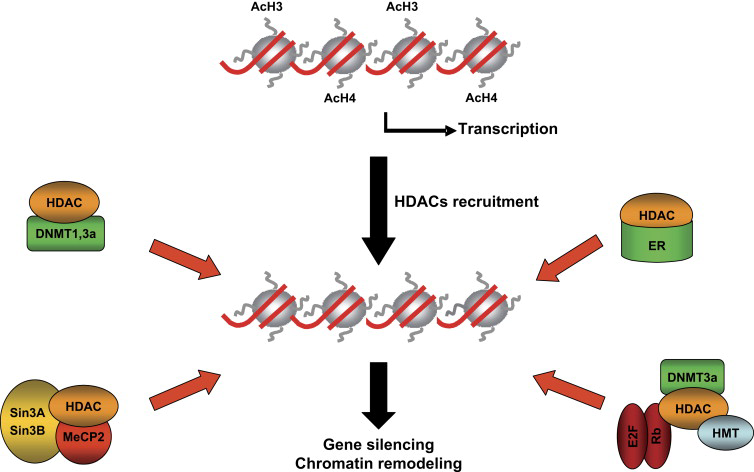 AcH3
AcH3
AcH4
AcH4
Transcription
HDACs recruitment
HDAC
DNMT1,3a
HDAC
ER
Sin3A
Sin3B
HDAC
MeCP2
DNMT3a
HDAC
HMT
E2F
Rb
Gene silencing
Chromatin remodeling